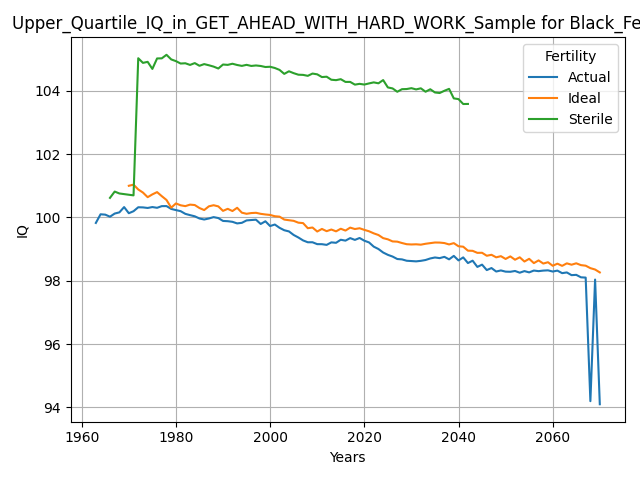 Upper_Quartile_IQ_in_GET_AHEAD_WITH_HARD_WORK_Sample for Black_Fe
Fertility
Actual
Ideal
Sterile
104
102
100
98
96
94
IQ
1960
1980
2000
2020
2040
2060
Years